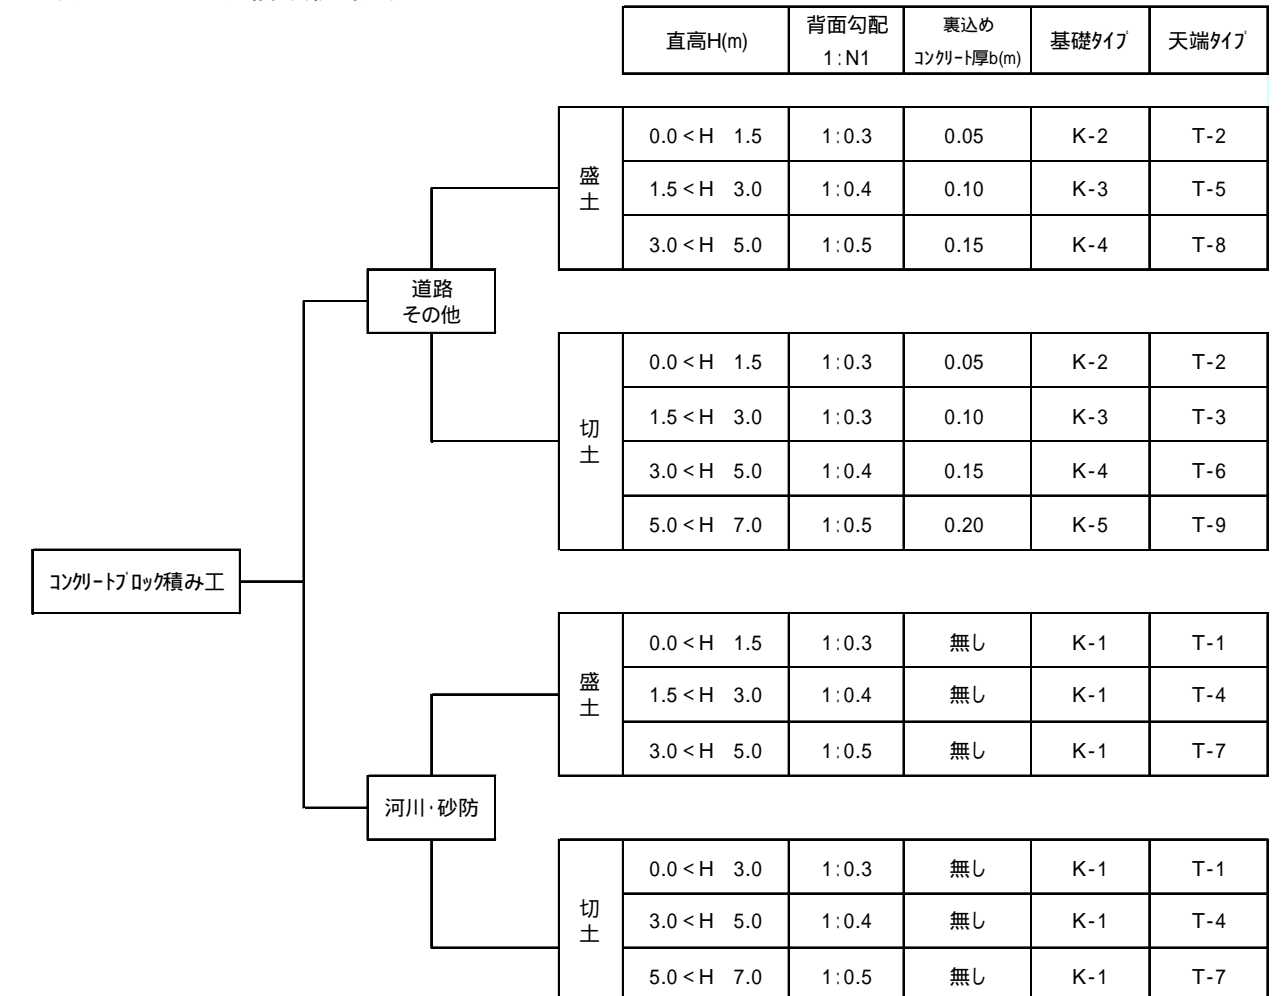 直高H(m) 背面勾配 1:N1 裏込め コンクリート厚b(m) 基礎タイプ 天端タイプ
盛土
0.0<H 1.5 1:0.3 0.05 K-2 T-2
1.5<H 3.0 1:0.4 0.10 K-3 T-5
3.0<H 5.0 1:0.5 0.15 K-4 T-8
道路
その他
切土
0.0<H 1.5 1:0.3 0.05 K-2 T-2
1.5<H 3.0 1:0.3 0.10 K-3 T-3
3.0<H 5.0 1:0.4 0.15 K-4 T-6
5.0<H 7.0 1:0.5 0.20 K-5 T-9
コンクリートブロック積み工
盛土
0.0<H 1.5 1:0.3 無し K-1 T-1
1.5<H 3.0 1:0.4 無し K-1 T-4
3.0<H 5.0 1:0.5 無し K-1 T-7
河川・砂防
切土
0.0<H 3.0 1:0.3 無し K-1 T-1
3.0<H 5.0 1:0.4 無し K-1 T-4
5.0<H 7.0 1:0.5 無し K-1 T-7